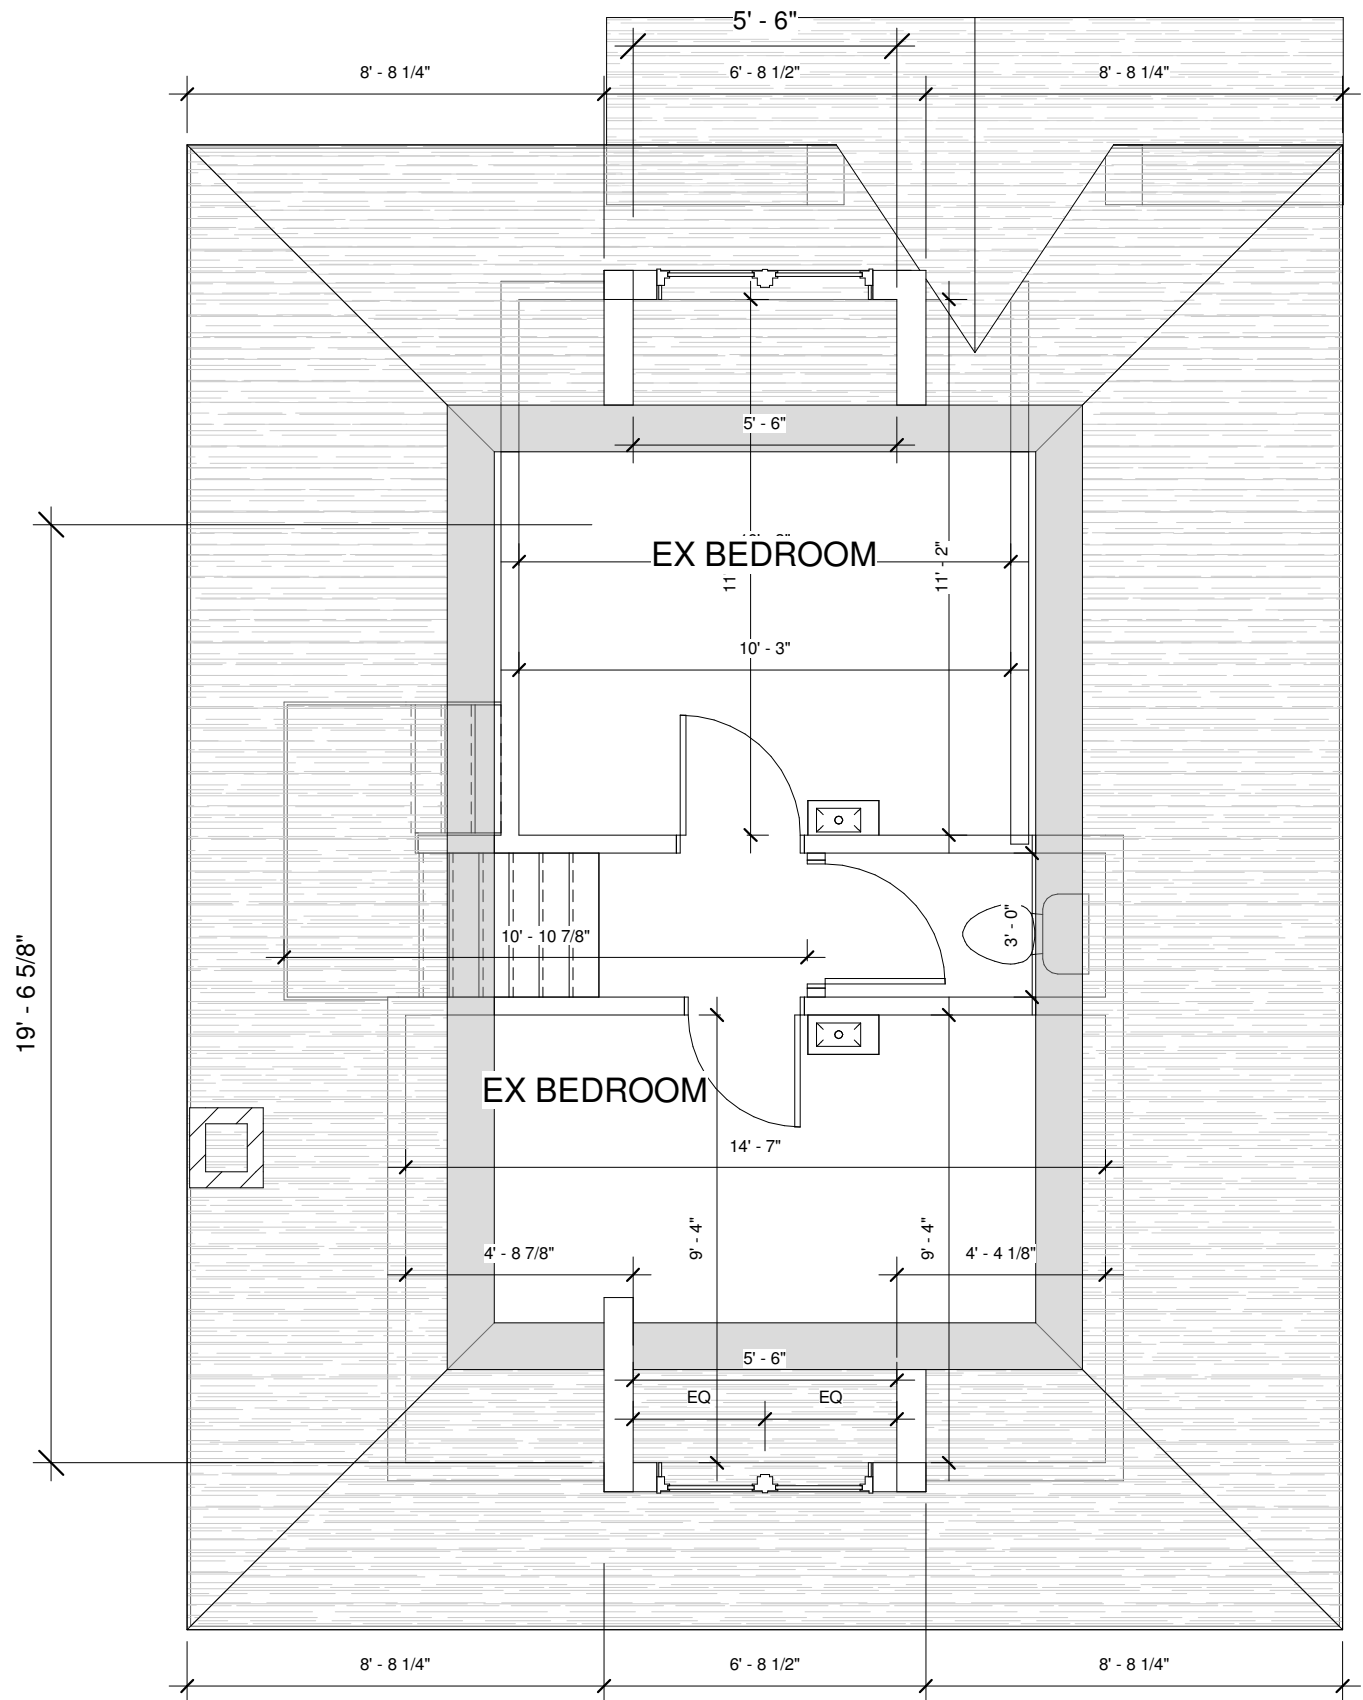 5' - 6"
8' - 8 1/4"
6' - 8 1/2"
8' - 8 1/4"
5' - 6"
EX BEDROOM
11
11' - 2"
10' - 3"
10' - 10 7/8"
3' - 0"
19' - 6 5/8"
EX BEDROOM
14' - 7"
9' - 4"
9' - 4"
4' - 8 7/8"
4' - 4 1/8"
5' - 6"
EQ
EQ
8' - 8 1/4"
6' - 8 1/2"
8' - 8 1/4"